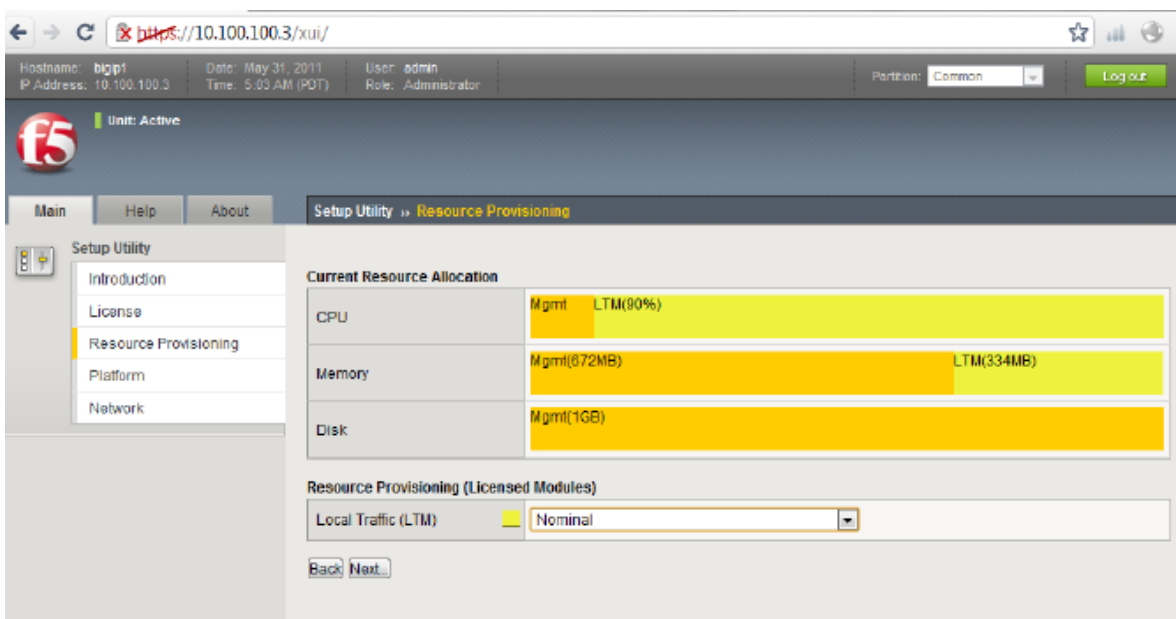 https://10.100.100.3/xui/
Hostname: bigip1 Date: May 31, 2011 User: admin
IP Address: 10.100.100.3 Time: 5:03 AM (PDT) Role: Administrator
Partition: Common Log out
f5 Unit: Active
Main Help About Setup Utility » Resource Provisioning
Setup Utility
Introduction
License
Resource Provisioning
Platform
Network
Current Resource Allocation
CPU Mgmt LTM(90%)
Memory Mgmt(672MB) LTM(334MB)
Disk Mgmt(1GB)
Resource Provisioning (Licensed Modules)
Local Traffic (LTM) Nominal
Back Next...